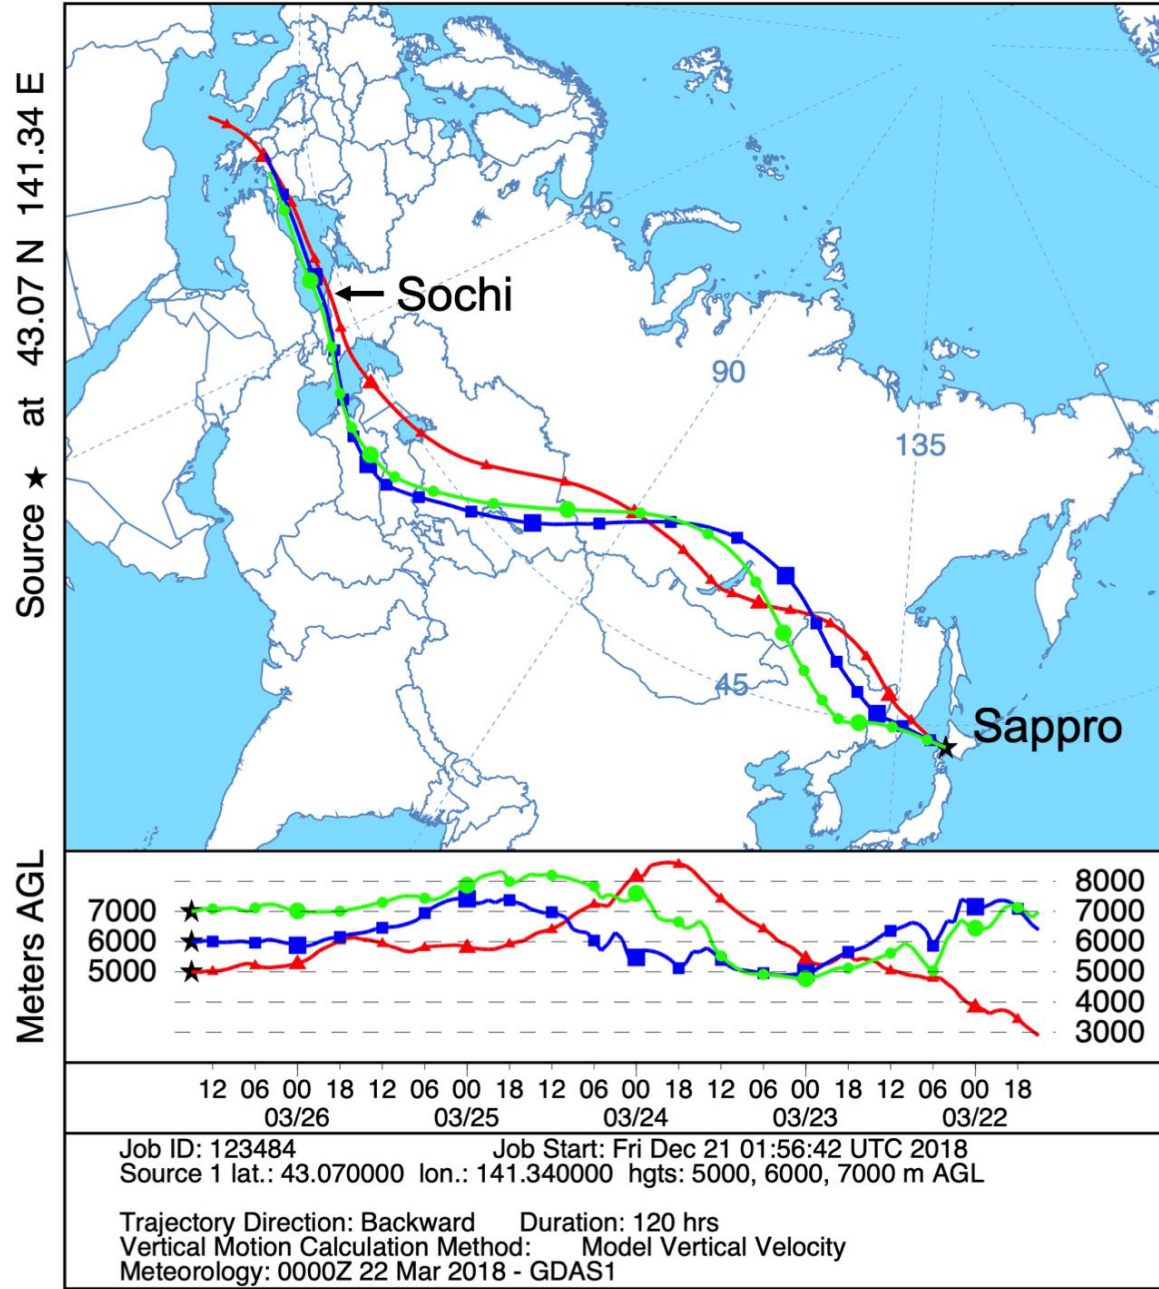 Source ★ at 43.07 N 141.34 E
45
Sochi
90
135
45
Sappro
Meters AGL
8000
7000 7000
6000 6000
5000 5000
4000
3000
12 06 00 18 12 06 00 18 12 06 00 18 12 06 00 18 12 06 00 18
03/26 03/25 03/24 03/23 03/22
Job ID: 123484 Job Start: Fri Dec 21 01:56:42 UTC 2018
Source 1 lat.: 43.070000 lon.: 141.340000 hgts: 5000, 6000, 7000 m AGL
Trajectory Direction: Backward Duration: 120 hrs
Vertical Motion Calculation Method: Model Vertical Velocity
Meteorology: 0000Z 22 Mar 2018 - GDAS1